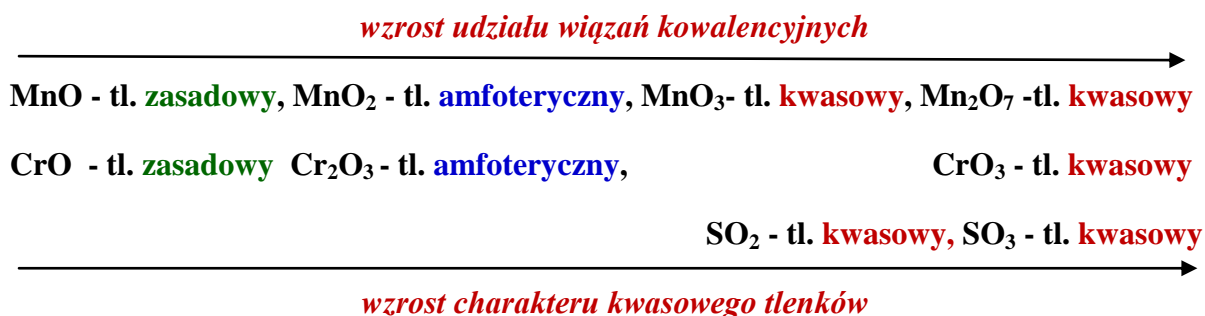 wzrost udziału wiązań kowalencyjnych
MnO - tl. zasadowy, MnO₂ - tl. amfoteryczny, MnO₃- tl. kwasowy, Mn₂O₇ -tl. kwasowy
CrO - tl. zasadowy Cr₂O₃ - tl. amfoteryczny, CrO₃ - tl. kwasowy
SO₂ - tl. kwasowy, SO₃ - tl. kwasowy
wzrost charakteru kwasowego tlenków